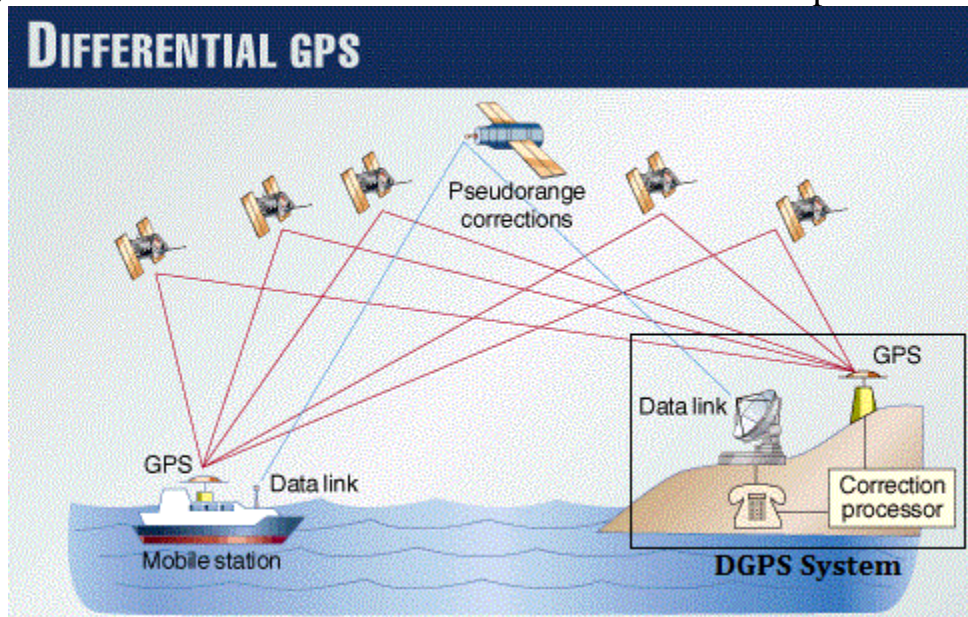 DIFFERENTIAL GPS
Pseudorange
corrections
GPS
Data link
GPS
Data link
Correction
processor
Mobile station
DGPS System